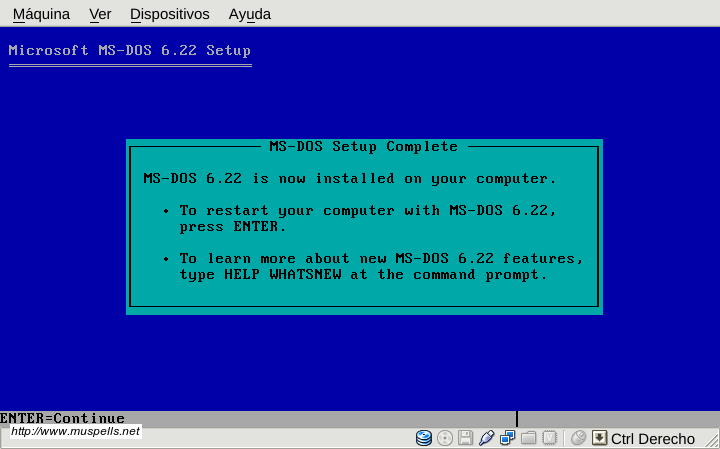 Máquina Ver Dispositivos Ayuda
Microsoft MS-DOS 6.22 Setup
MS-DOS Setup Complete
MS-DOS 6.22 is now installed on your computer.
• To restart your computer with MS-DOS 6.22,
press ENTER.
• To learn more about new MS-DOS 6.22 features,
type HELP WHATSNEW at the command prompt.
ENTER=Continue
http://www.muspells.net
Ctrl Derecho